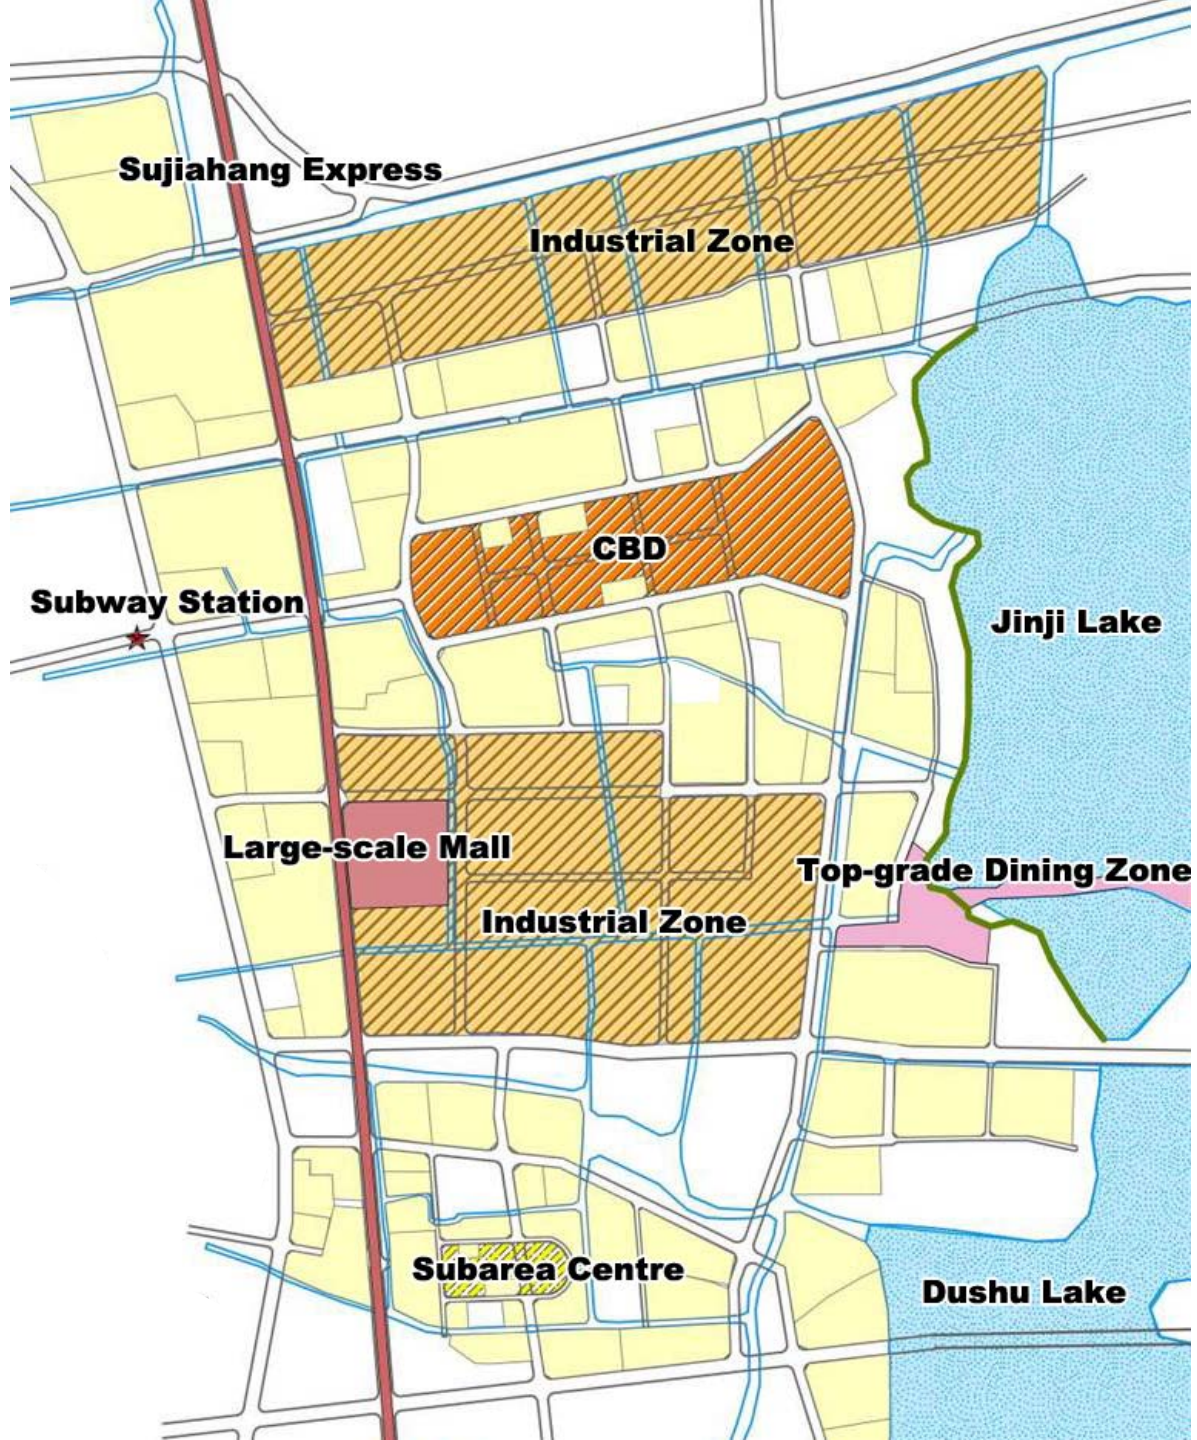 Sujiahang Express
Industrial Zone
CBD
Subway Station
Jinji Lake
Large-scale Mall
Top-grade Dining Zone
Industrial Zone
Subarea Centre
Dushu Lake